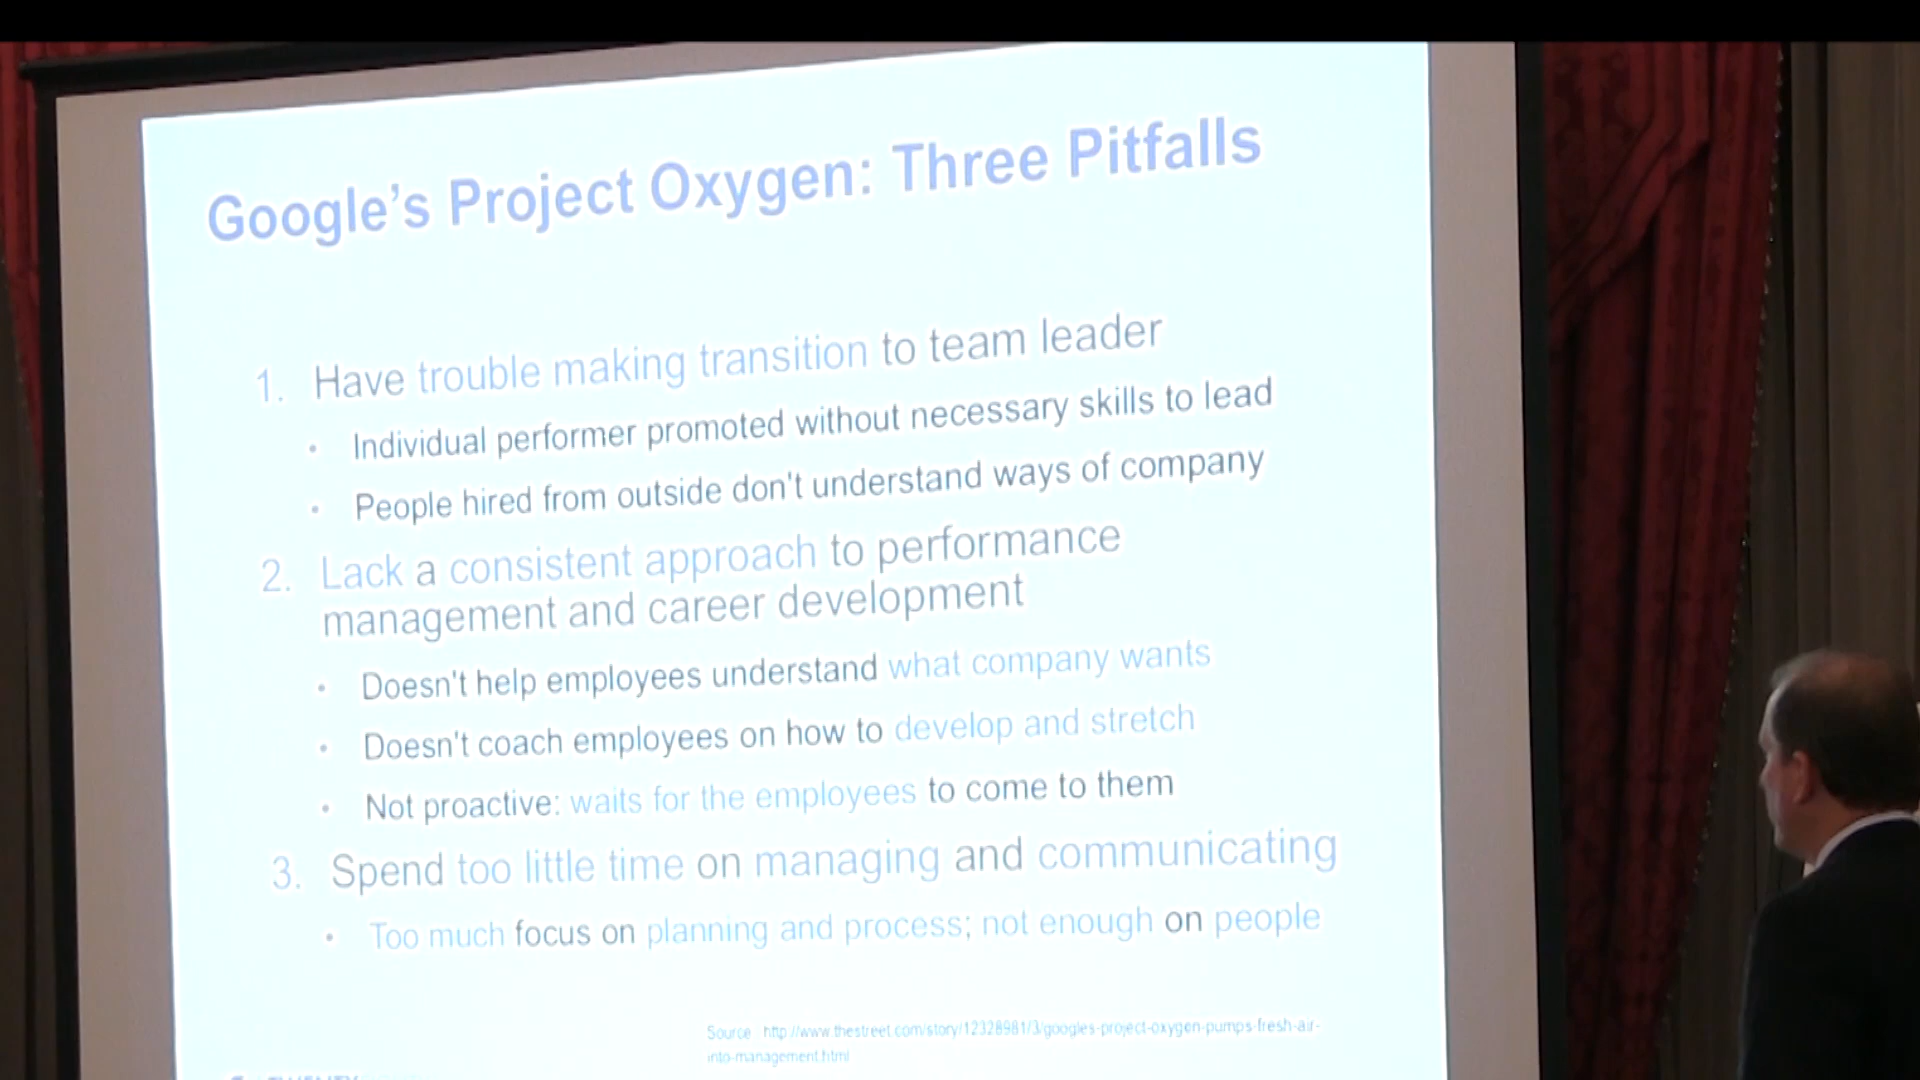 Google's Project Oxygen: Three Pitfalls
1. Have trouble making transition to team leader
• Individual performer promoted without necessary skills to lead
• People hired from outside don't understand ways of company
2. Lack a consistent approach to performance
management and career development
• Doesn't help employees understand what company wants
• Doesn't coach employees on how to develop and stretch
• Not proactive: waits for the employees to come to them
3. Spend too little time on managing and communicating
• Too much focus on planning and process; not enough on people
Source: http://www.thestreet.com/story/12328981/3/googles-project-oxygen-pumps-fresh-air-
into-management.html